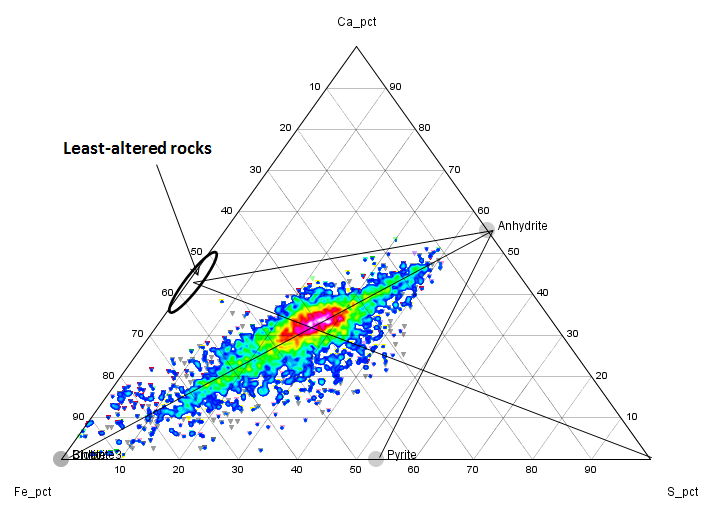 Ca_pct
10 90
20 80
Least-altered rocks
30 70
40 60
Anhydrite
50 50
60 40
70 30
80 20
90 10
Pyrite
10 20 30 40 50 60 70 80 90
Fe_pct S_pct